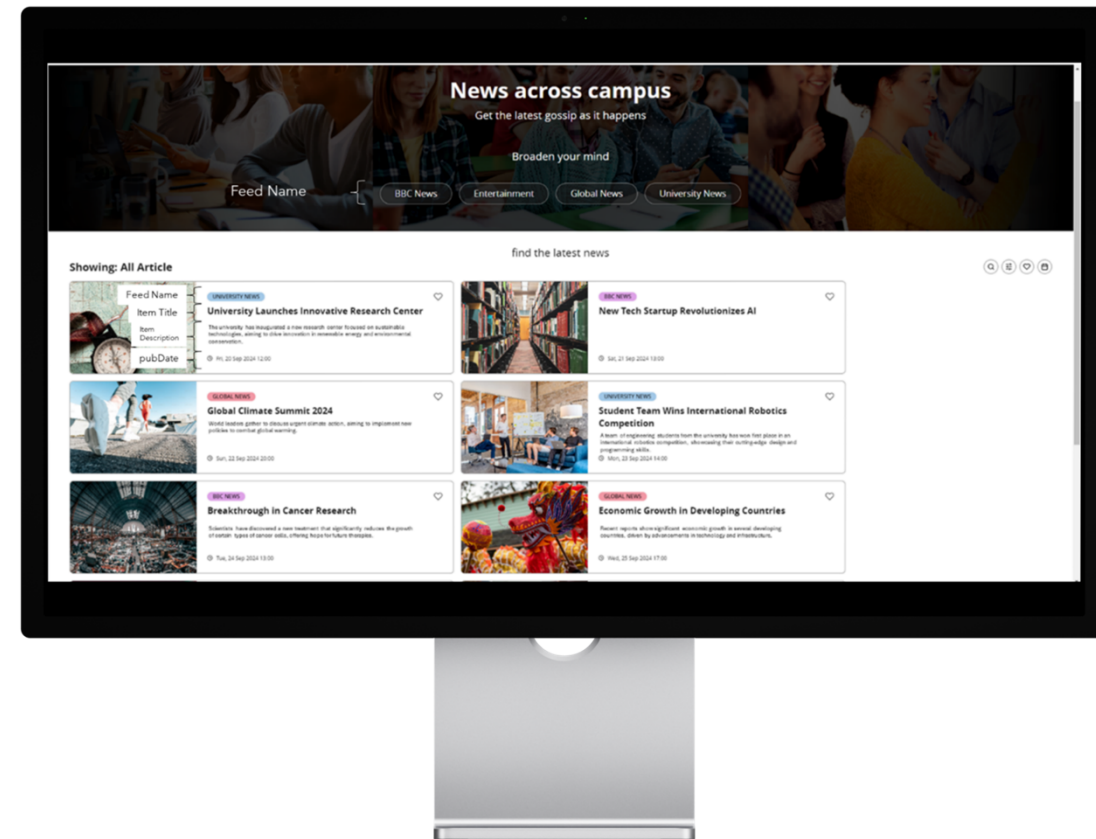 News across campus
Get the latest gossip as it happens
Broaden your mind
Feed Name
BBC News
Entertainment
Global News
University News
find the latest news
Showing: All Article
Feed Name
Item Title
Item
Description
pubDate
UNIVERSITY NEWS
University Launches Innovative Research Center
The university has inaugurated a new research center focused on sustainable
technologies, aiming to drive innovation in renewable energy and environmental
conservation.
Fri, 20 Sep 2024 12:00
BBC NEWS
New Tech Startup Revolutionizes AI
Sat, 21 Sep 2024 18:00
GLOBAL NEWS
Global Climate Summit 2024
World leaders gather to discuss urgent climate action, aiming to implement new
policies to combat global warming.
Sun, 22 Sep 2024 20:00
UNIVERSITY NEWS
Student Team Wins International Robotics
Competition
A team of engineering students from the university has won first place in an
international robotics competition, showcasing their cutting-edge design and
programming skills.
Mon, 23 Sep 2024 14:00
BBC NEWS
Breakthrough in Cancer Research
Scientists have discovered a new treatment that significantly reduces the growth
of certain types of cancer cells, offering hope for future therapies.
Tue, 24 Sep 2024 13:00
GLOBAL NEWS
Economic Growth in Developing Countries
Recent reports show significant economic growth in several developing
countries, driven by advancements in technology and infrastructure.
Wed, 25 Sep 2024 17:00